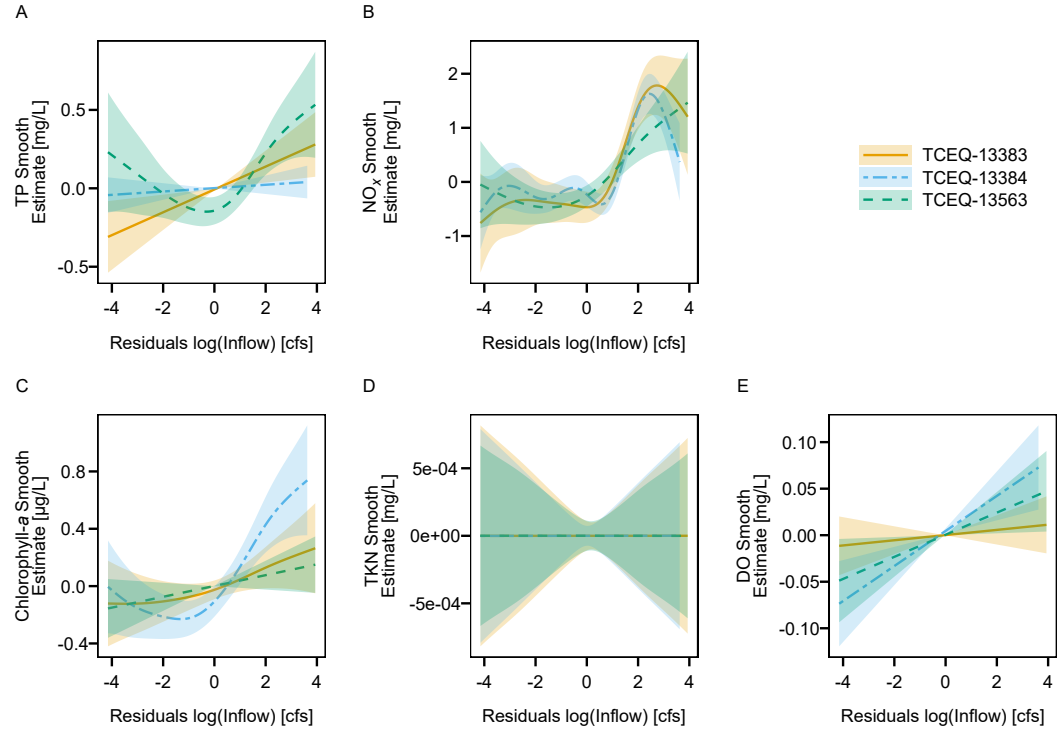 A
TP Smooth
Estimate [mg/L]
0.5
0.0
-0.5
-4 -2 0 2 4
Residuals log(Inflow) [cfs]
B
NOx Smooth
Estimate [mg/L]
2
1
0
-1
-4 -2 0 2 4
Residuals log(Inflow) [cfs]
TCEQ-13383
TCEQ-13384
TCEQ-13563
C
Chlorophyll-a Smooth
Estimate [µg/L]
0.8
0.4
0.0
-0.4
-4 -2 0 2 4
Residuals log(Inflow) [cfs]
D
TKN Smooth
Estimate [mg/L]
5e-04
0e+00
-5e-04
-4 -2 0 2 4
Residuals log(Inflow) [cfs]
E
DO Smooth
Estimate [mg/L]
0.10
0.05
0.00
-0.05
-0.10
-4 -2 0 2 4
Residuals log(Inflow) [cfs]